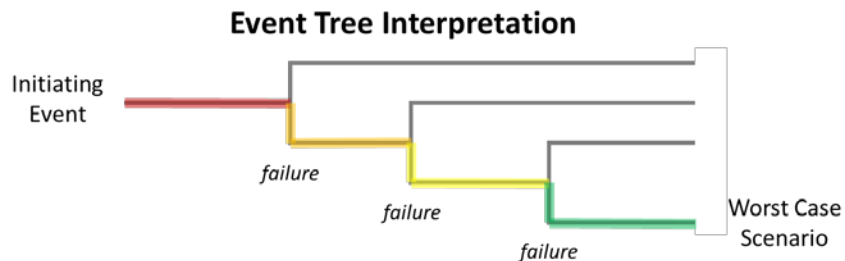 Event Tree Interpretation
Initiating
Event
failure
failure
failure
Worst Case
Scenario